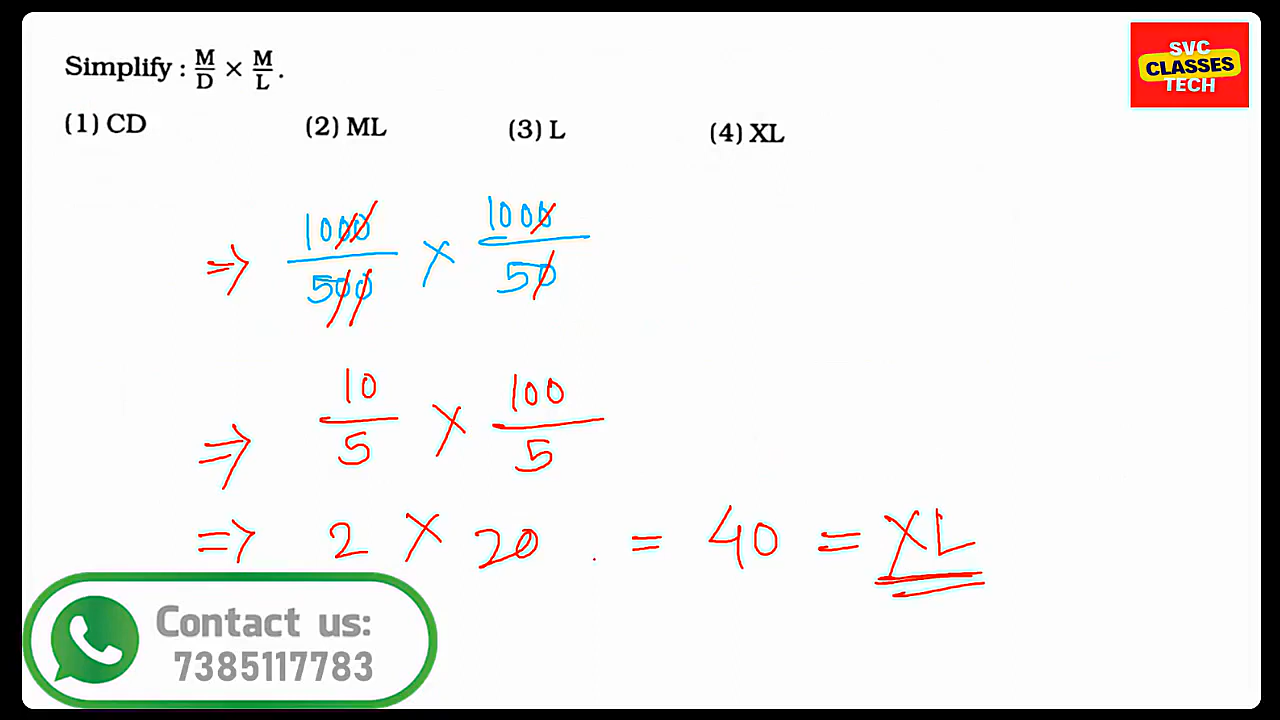 Simplify : M/D × M/L .
(1) CD (2) ML (3) L (4) XL
SVC
CLASSES
TECH
⇒ 1000/500 × 1000/50
⇒ 10/5 × 100/5
⇒ 2 × 20 = 40 = XL
Contact us:
7385117783